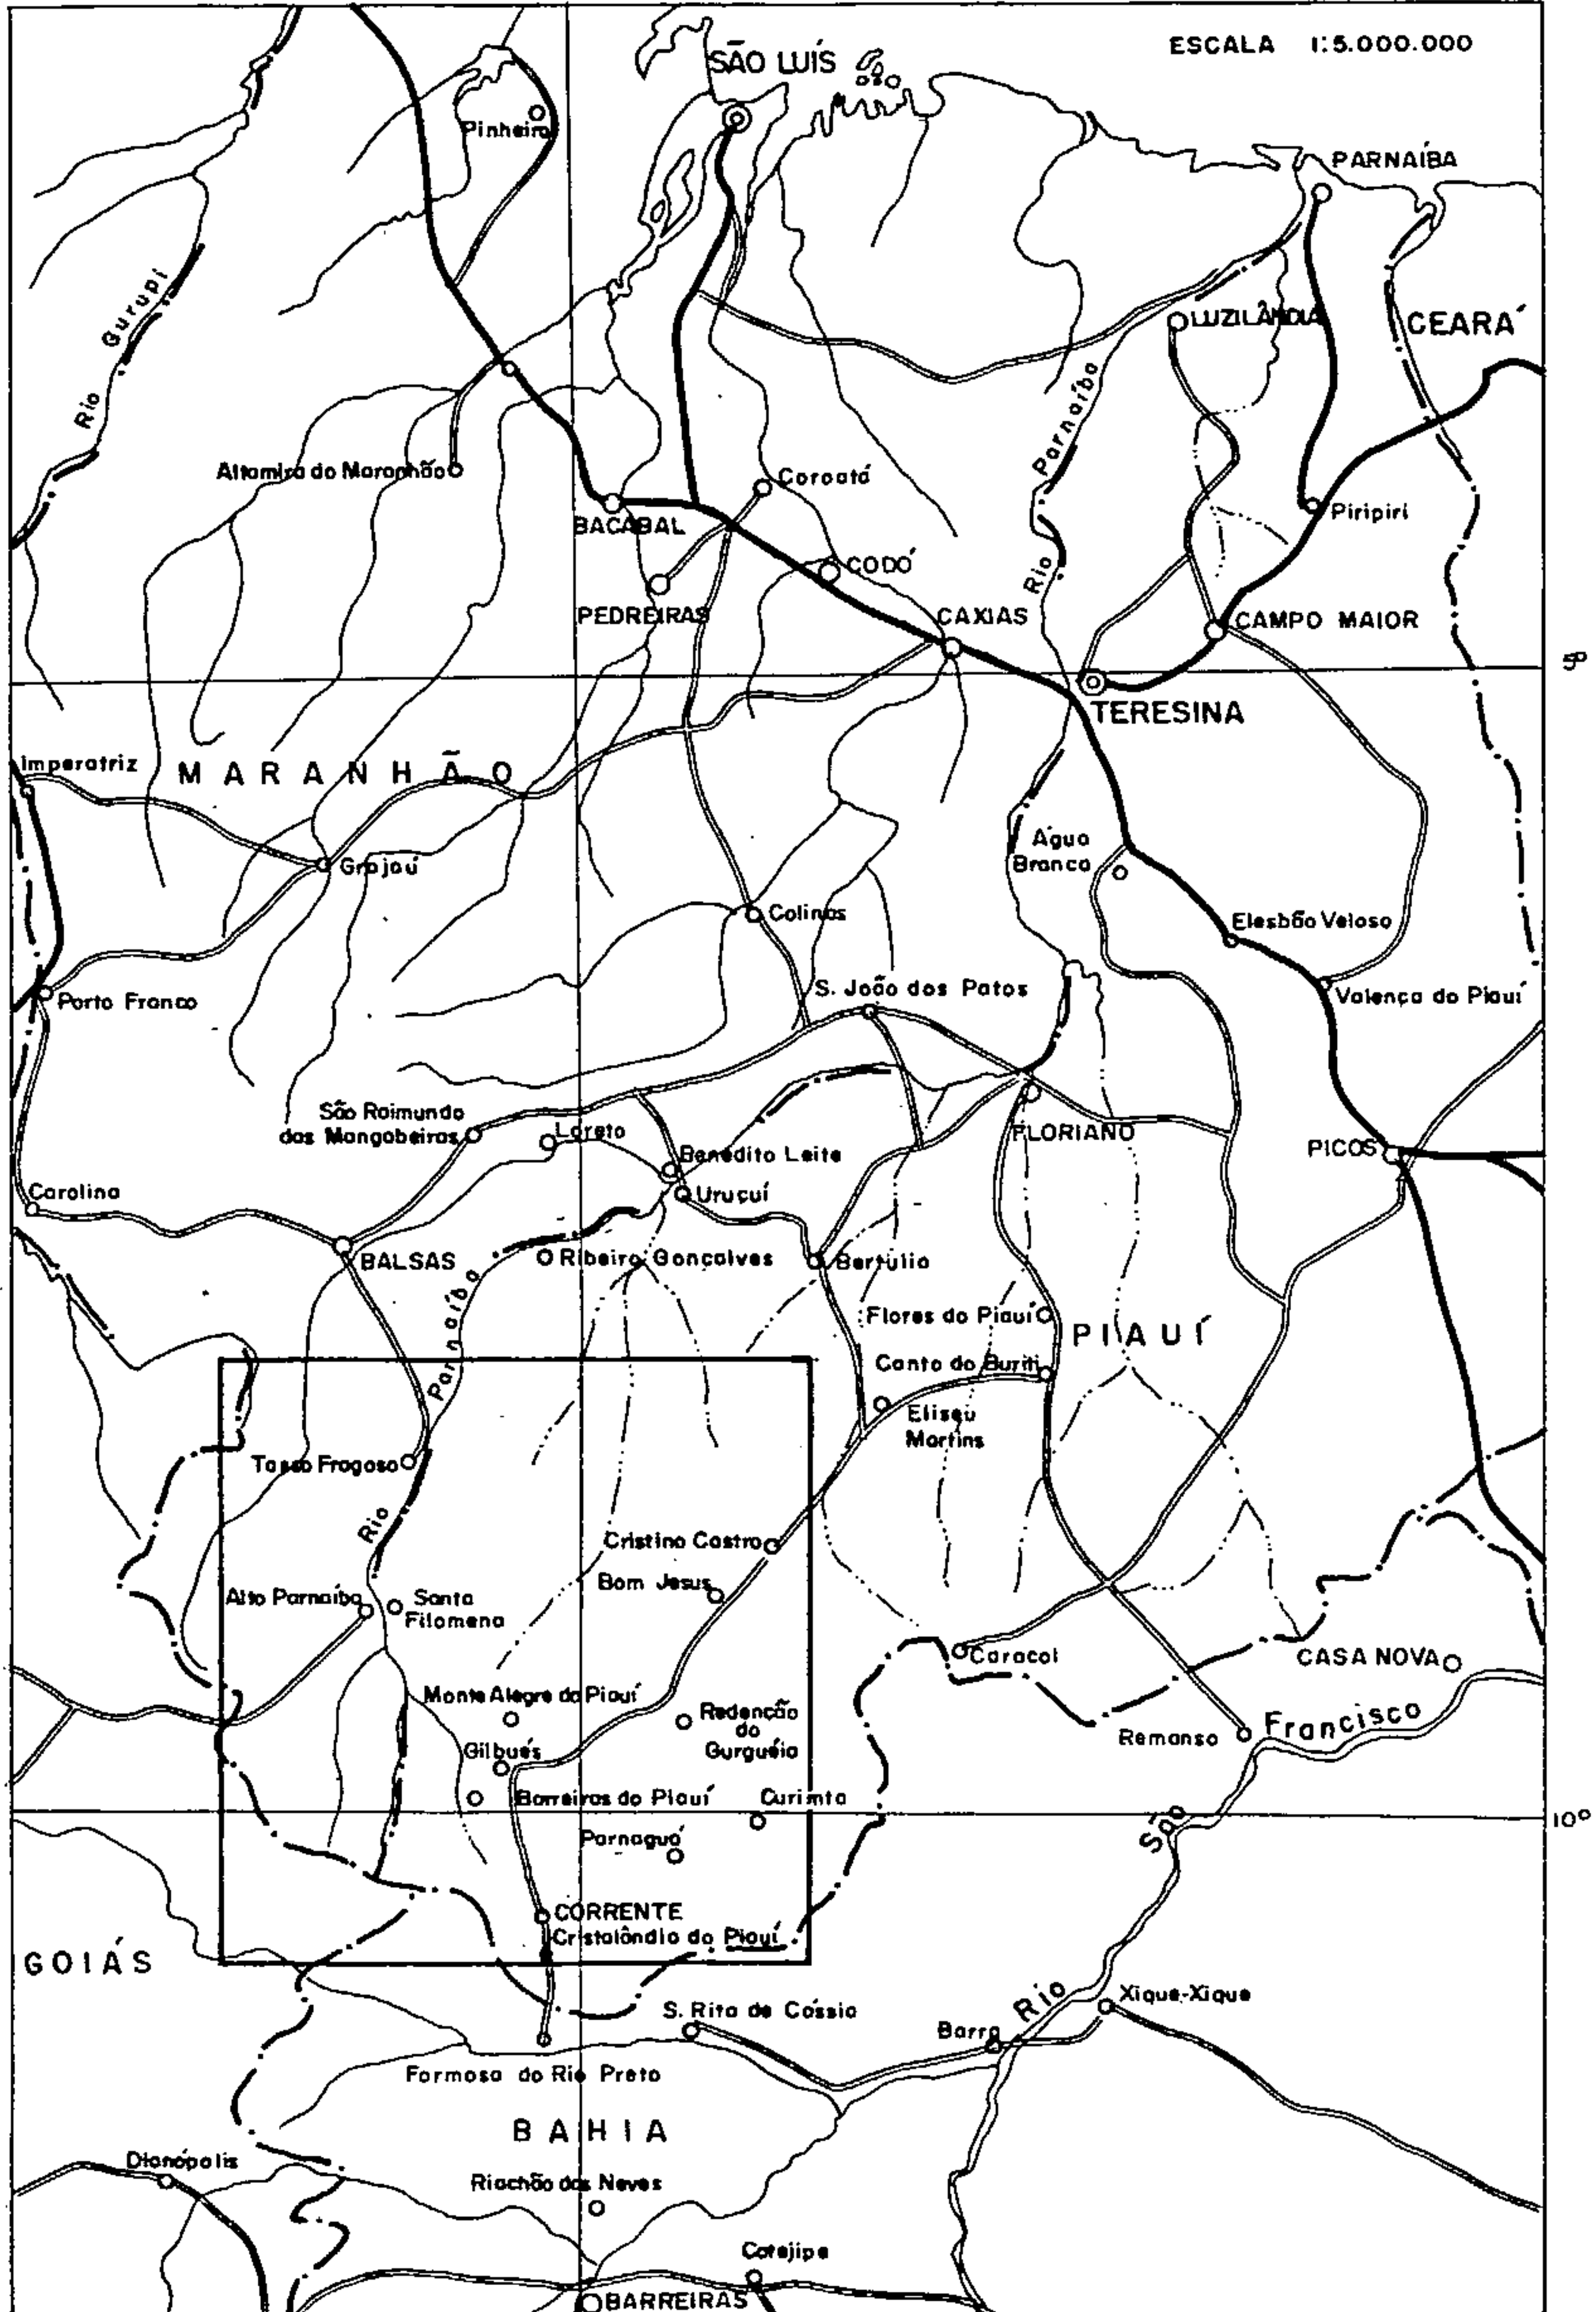 ESCALA 1:5.000.000
SÃO LUÍS
Pinheiro
PARNAÍBA
Rio Gurupi
LUZILÂNDIA
CEARÁ
Rio Parnaíba
Altamira do Maranhão
Coroatá
BACABAL
Piripiri
CODÓ
PEDREIRAS
CAXIAS
CAMPO MAIOR
5º
TERESINA
Imperatriz
MARANHÃO
Água
Branca
Grajaú
Colinas
Elesbão Veloso
Porto Franco
S. João dos Patos
Valença do Piauí
São Raimundo
das Mangabeiras
Loreto
FLORIANO
Benedito Leite
PICOS
Carolina
Uruçuí
BALSAS
Ribeiro Gonçalves
Bertulia
Rio Parnaíba
Flores do Piauí
PIAUÍ
Canto do Buriti
Eliseu
Martins
Tasso Fragoso
Cristino Castro
Bom Jesus
Alto Parnaíba
Santa
Filomena
Caracol
CASA NOVA
Monte Alegre do Piauí
Redenção
do
Gurguéia
Remanso
Rio São Francisco
Gilbués
Barreiras do Piauí
Curimta
10º
Parnaguá
CORRENTE
Cristalândia do Piauí
GOIÁS
S. Rita de Cássia
Xique-Xique
Barra
Formosa do Rio Preto
BAHIA
Dianópolis
Riachão das Neves
Cotejipe
BARREIRAS